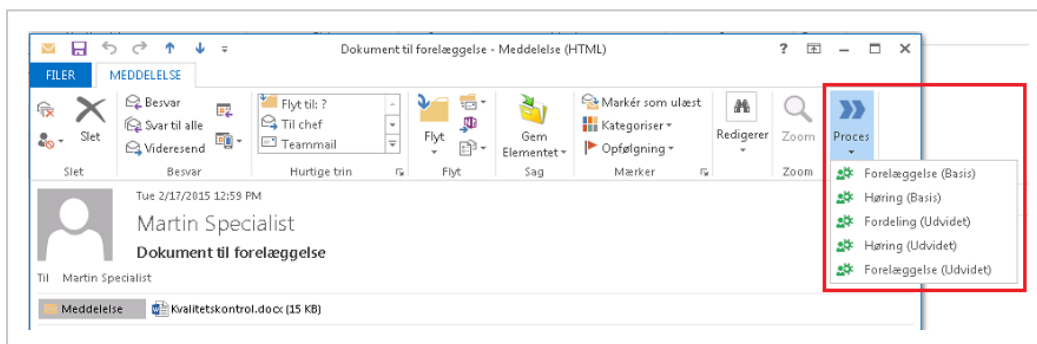 Dokument til forelæggelse - Meddelelse (HTML)
FILER MEDDELELSE
Slet
Slet
Besvar
Svar til alle
Videresend
Besvar
Flyt til: ?
Til chef
Teammail
Hurtige trin
Flyt
Flyt
Gem
Elementet
Sag
Markér som ulæst
Kategoriser
Opfølgning
Mærker
Redigerer
Zoom
Zoom
Proces
Forelæggelse (Basis)
Høring (Basis)
Fordeling (Udvidet)
Høring (Udvidet)
Forelæggelse (Udvidet)
Tue 2/17/2015 12:59 PM
Martin Specialist
Dokument til forelæggelse
Til Martin Specialist
Meddelelse Kvalitetskontrol.docx (15 KB)